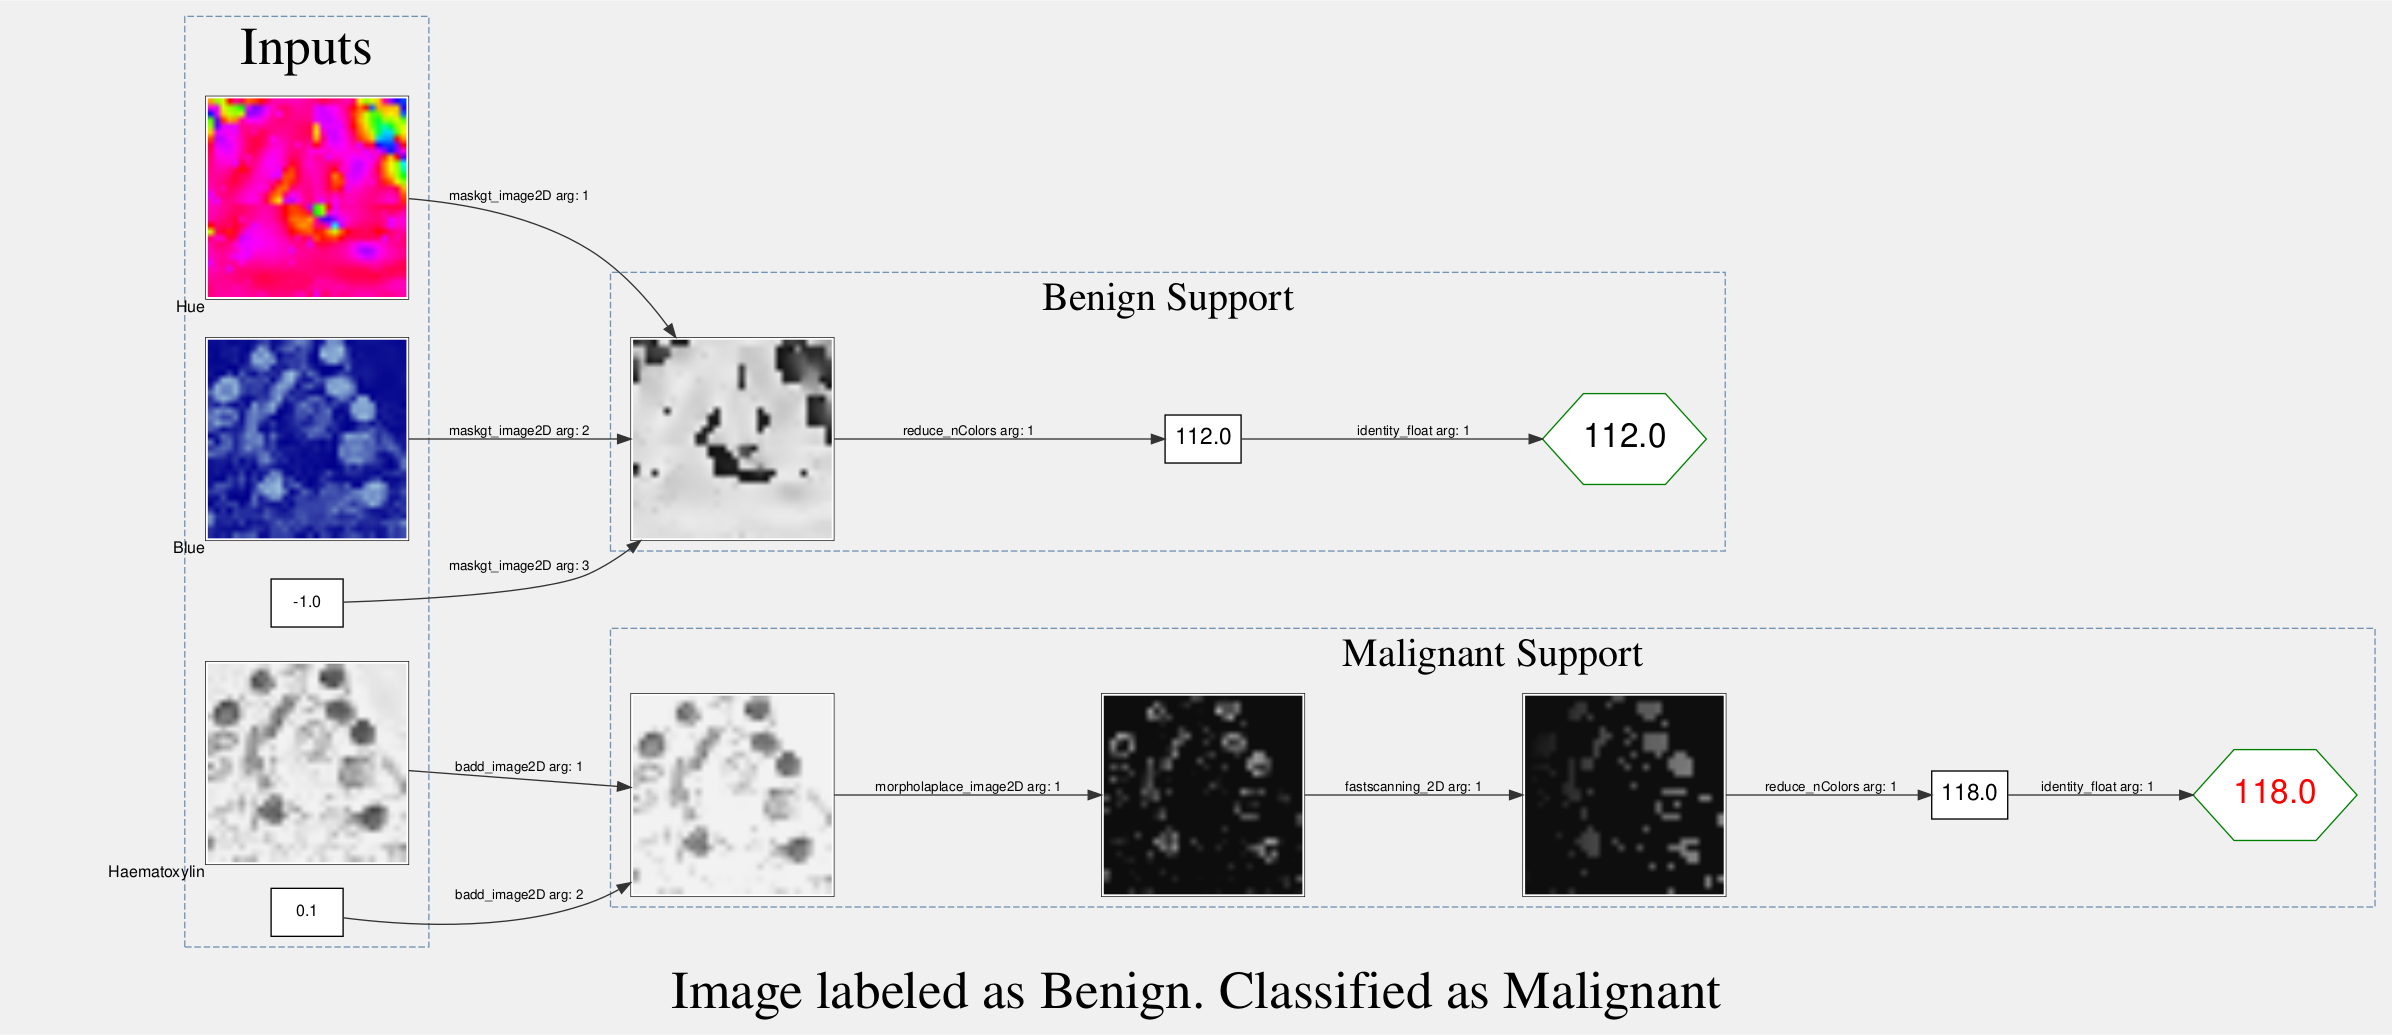 Inputs
Hue
maskgt_image2D arg: 1
Benign Support
Blue
maskgt_image2D arg: 2
reduce_nColors arg: 1
112.0
identity_float arg: 1
112.0
maskgt_image2D arg: 3
-1.0
Malignant Support
Haematoxylin
badd_image2D arg: 1
morpholaplace_image2D arg: 1
fastscanning_2D arg: 1
reduce_nColors arg: 1
118.0
identity_float arg: 1
118.0
badd_image2D arg: 2
0.1
Image labeled as Benign. Classified as Malignant